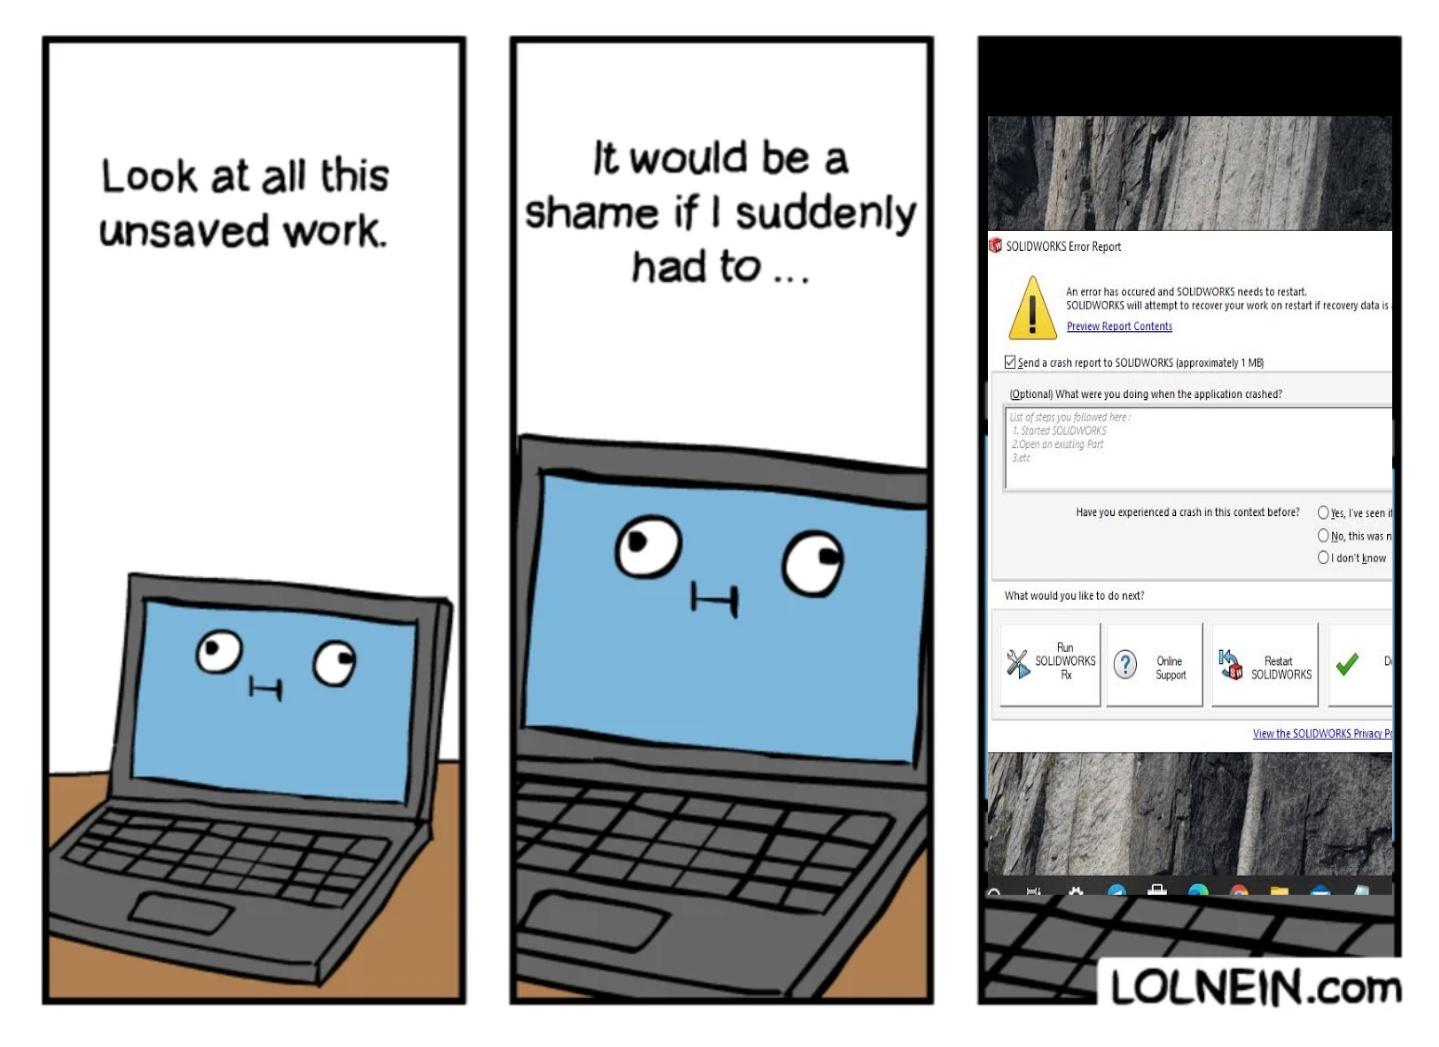 Look at all this
unsaved work.
It would be a
shame if I suddenly
had to ...
SOLIDWORKS Error Report
An error has occured and SOLIDWORKS needs to restart.
SOLIDWORKS will attempt to recover your work on restart if recovery data is
Preview Report Contents
Send a crash report to SOLIDWORKS (approximately 1 MB)
(Optional) What were you doing when the application crashed?
List of steps you followed here :
1. Started SOLIDWORKS
2.Open an existing Part
3.etc
Have you experienced a crash in this context before?
Yes, I've seen
No, this was
I don't know
What would you like to do next?
Run
SOLIDWORKS
Rx
Online
Support
Restart
SOLIDWORKS
View the SOLIDWORKS Privacy
LOLNEIN.com